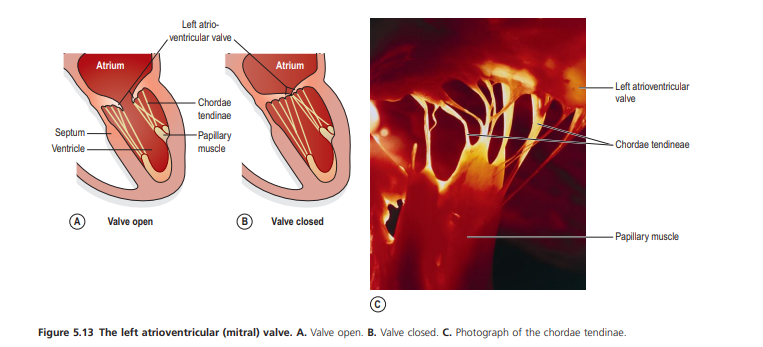 Left atrio-
ventricular valve
Atrium
Atrium
Chordae
tendinae
Septum
Papillary
muscle
Ventricle
A Valve open
B Valve closed
Left atrioventricular
valve
Chordae tendineae
Papillary muscle
C
Figure 5.13 The left atrioventricular (mitral) valve. A. Valve open. B. Valve closed. C. Photograph of the chordae tendinae.